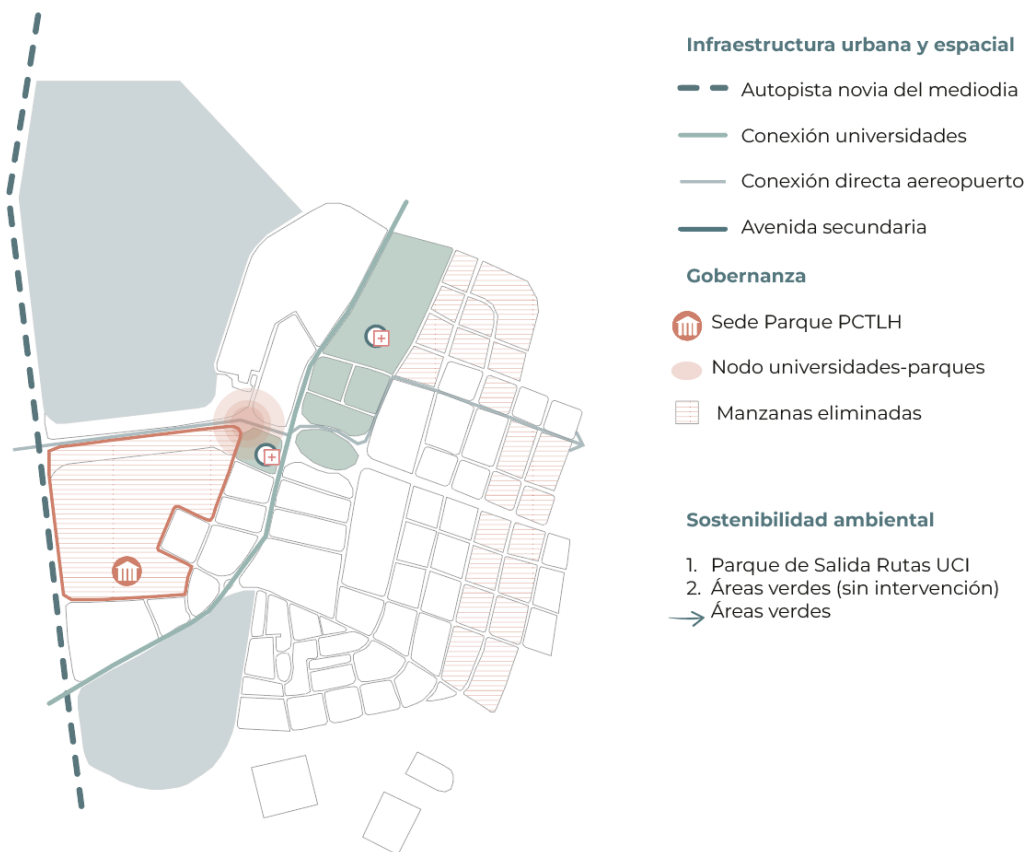 Infraestructura urbana y espacial
Autopista novia del mediodia
Conexión universidades
Conexión directa aereopuerto
Avenida secundaria
Gobernanza
Sede Parque PCTLH
Nodo universidades-parques
Manzanas eliminadas
Sostenibilidad ambiental
1. Parque de Salida Rutas UCI
2. Áreas verdes (sin intervención)
Áreas verdes